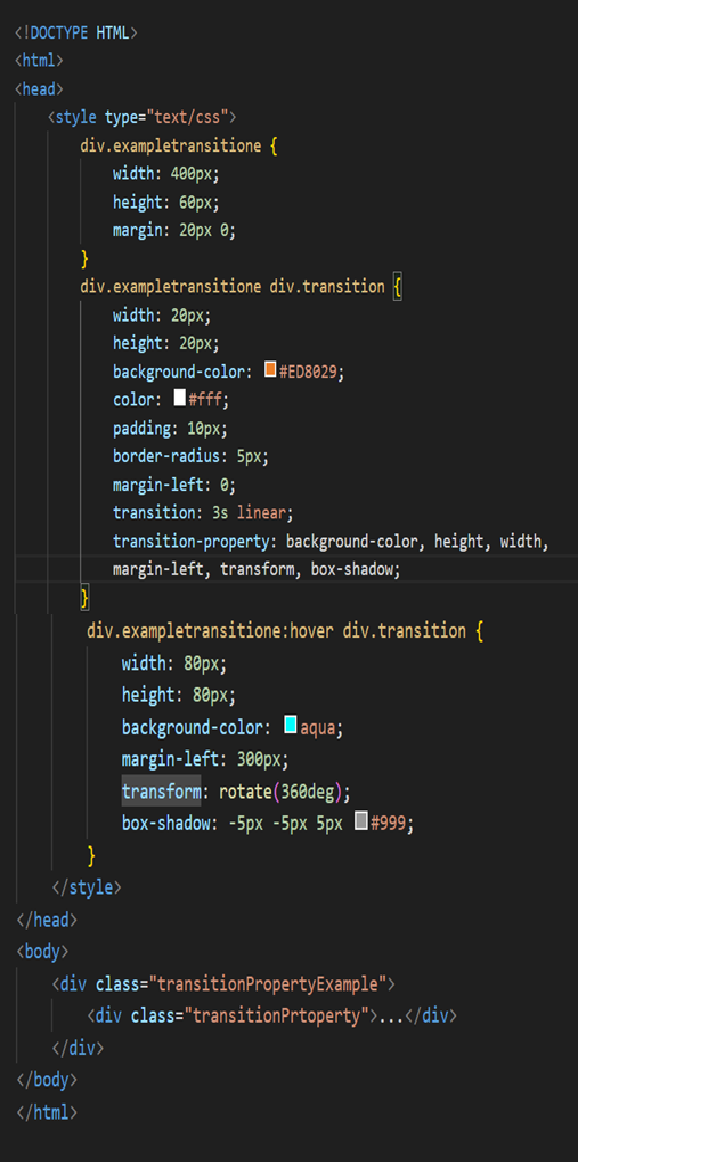 <!DOCTYPE HTML>
<html>
<head>
<style type="text/css">
div.exampletransitione {
width: 400px;
height: 60px;
margin: 20px 0;
}
div.exampletransitione div.transition {
width: 20px;
height: 20px;
background-color: #ED8029;
color: #fff;
padding: 10px;
border-radius: 5px;
margin-left: 0;
transition: 3s linear;
transition-property: background-color, height, width,
margin-left, transform, box-shadow;
}
div.exampletransitione:hover div.transition {
width: 80px;
height: 80px;
background-color: aqua;
margin-left: 300px;
transform: rotate(360deg);
box-shadow: -5px -5px 5px #999;
}
</style>
</head>
<body>
<div class="transitionPropertyExample">
<div class="transitionPrtoperty">...</div>
</div>
</body>
</html>